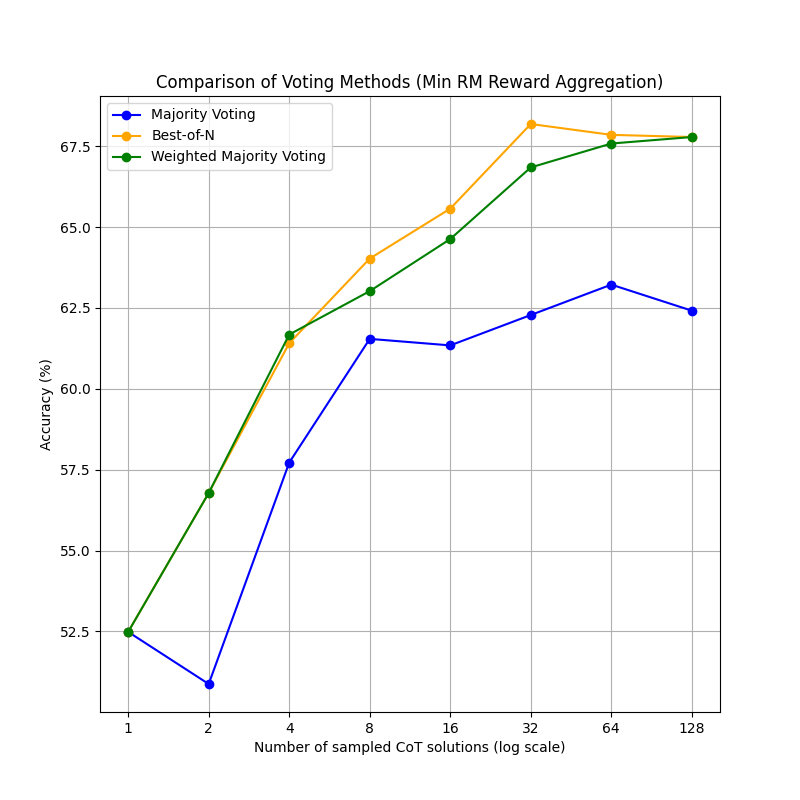 Comparison of Voting Methods (Min RM Reward Aggregation)
Majority Voting
Best-of-N
Weighted Majority Voting
67.5
65.0
62.5
60.0
57.5
55.0
52.5
Accuracy (%)
1 2 4 8 16 32 64 128
Number of sampled CoT solutions (log scale)